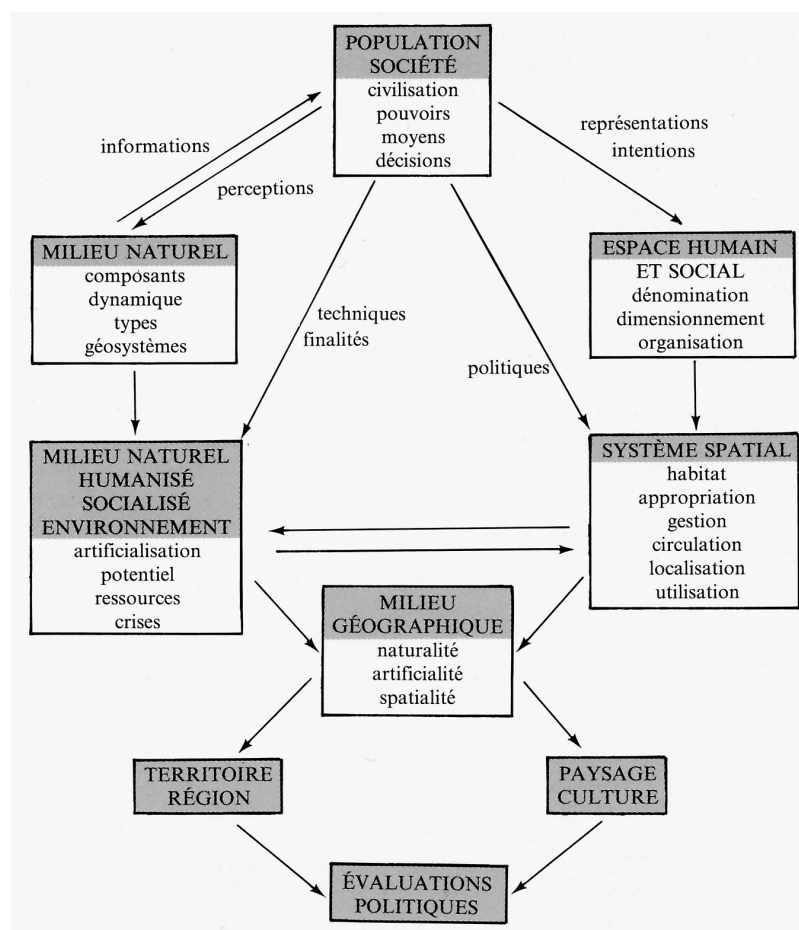 POPULATION
SOCIÉTÉ
civilisation
pouvoirs
moyens
décisions
informations
perceptions
représentations
intentions
MILIEU NATUREL
composants
dynamique
types
géosystèmes
ESPACE HUMAIN
ET SOCIAL
dénomination
dimensionnement
organisation
techniques
finalités
politiques
MILIEU NATUREL
HUMANISÉ
SOCIALISÉ
ENVIRONNEMENT
artificialisation
potentiel
ressources
crises
SYSTÈME SPATIAL
habitat
appropriation
gestion
circulation
localisation
utilisation
MILIEU
GÉOGRAPHIQUE
naturalité
artificialité
spatialité
TERRITOIRE
RÉGION
PAYSAGE
CULTURE
ÉVALUATIONS
POLITIQUES